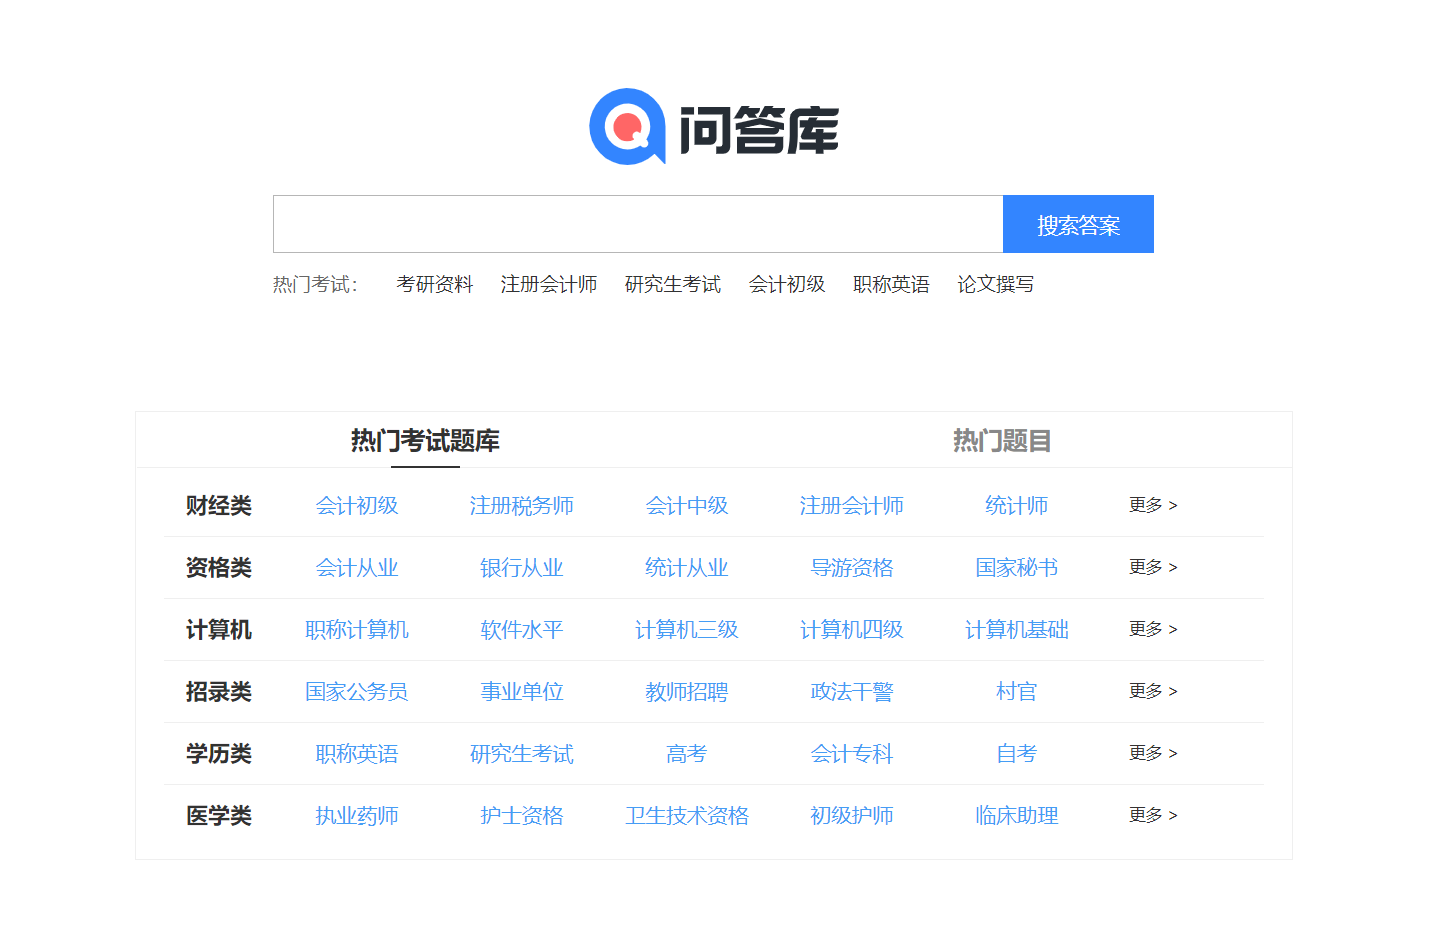 问答库
搜索答案
热门考试： 考研资料 注册会计师 研究生考试 会计初级 职称英语 论文撰写
热门考试题库 热门题目
财经类 会计初级 注册税务师 会计中级 注册会计师 统计师 更多 >
资格类 会计从业 银行从业 统计从业 导游资格 国家秘书 更多 >
计算机 职称计算机 软件水平 计算机三级 计算机四级 计算机基础 更多 >
招录类 国家公务员 事业单位 教师招聘 政法干警 村官 更多 >
学历类 职称英语 研究生考试 高考 会计专科 自考 更多 >
医学类 执业药师 护士资格 卫生技术资格 初级护师 临床助理 更多 >